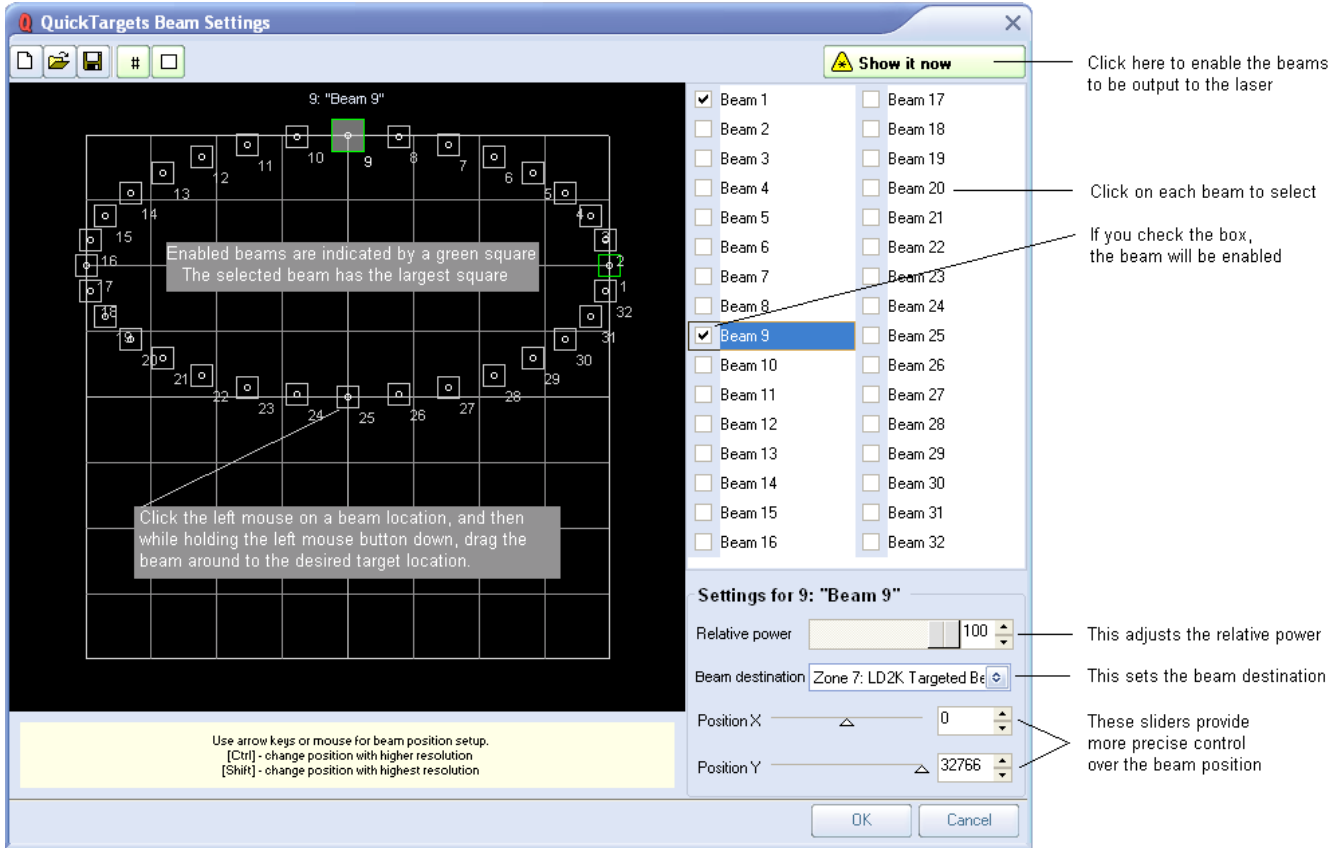 QuickTargets Beam Settings
#
Show it now
Click here to enable the beams
to be output to the laser
9: "Beam 9"
10
9
8
11
7
12
6
13
5
14
4
15
3
16
2
17
1
18
32
19
31
20
30
21
29
22
28
23
27
24
26
25
Enabled beams are indicated by a green square
The selected beam has the largest square
Click the left mouse on a beam location, and then
while holding the left mouse button down, drag the
beam around to the desired target location.
Use arrow keys or mouse for beam position setup.
[Ctrl] - change position with higher resolution
[Shift] - change position with highest resolution
Beam 1
Beam 2
Beam 3
Beam 4
Beam 5
Beam 6
Beam 7
Beam 8
Beam 9
Beam 10
Beam 11
Beam 12
Beam 13
Beam 14
Beam 15
Beam 16
Beam 17
Beam 18
Beam 19
Beam 20
Beam 21
Beam 22
Beam 23
Beam 24
Beam 25
Beam 26
Beam 27
Beam 28
Beam 29
Beam 30
Beam 31
Beam 32
Click on each beam to select
If you check the box,
the beam will be enabled
Settings for 9: "Beam 9"
Relative power 100
This adjusts the relative power
Beam destination Zone 7: LD2K Targeted Be
This sets the beam destination
Position X 0
Position Y 32766
These sliders provide
more precise control
over the beam position
OK
Cancel